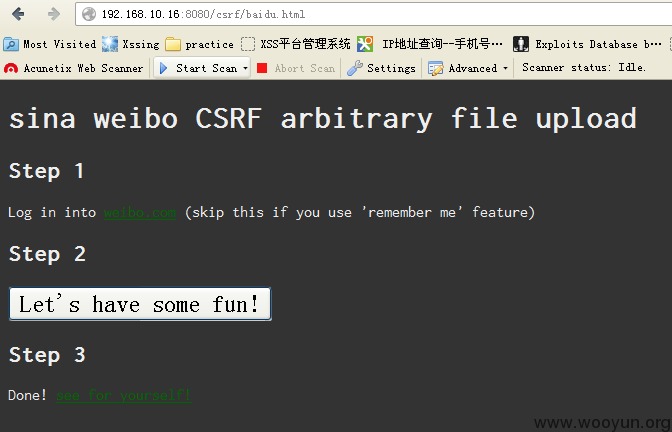 192.168.10.16:8080/csrf/baidu.html
Most Visited Xssing practice XSS平台管理系统 IP地址查询--手机号… Exploits Database b…
Acunetix Web Scanner Start Scan Abort Scan Settings Advanced Scanner status: Idle.
sina weibo CSRF arbitrary file upload
Step 1
Log in into weibo.com (skip this if you use 'remember me' feature)
Step 2
Let's have some fun!
Step 3
Done! see for yourself!
www.wooyun.org